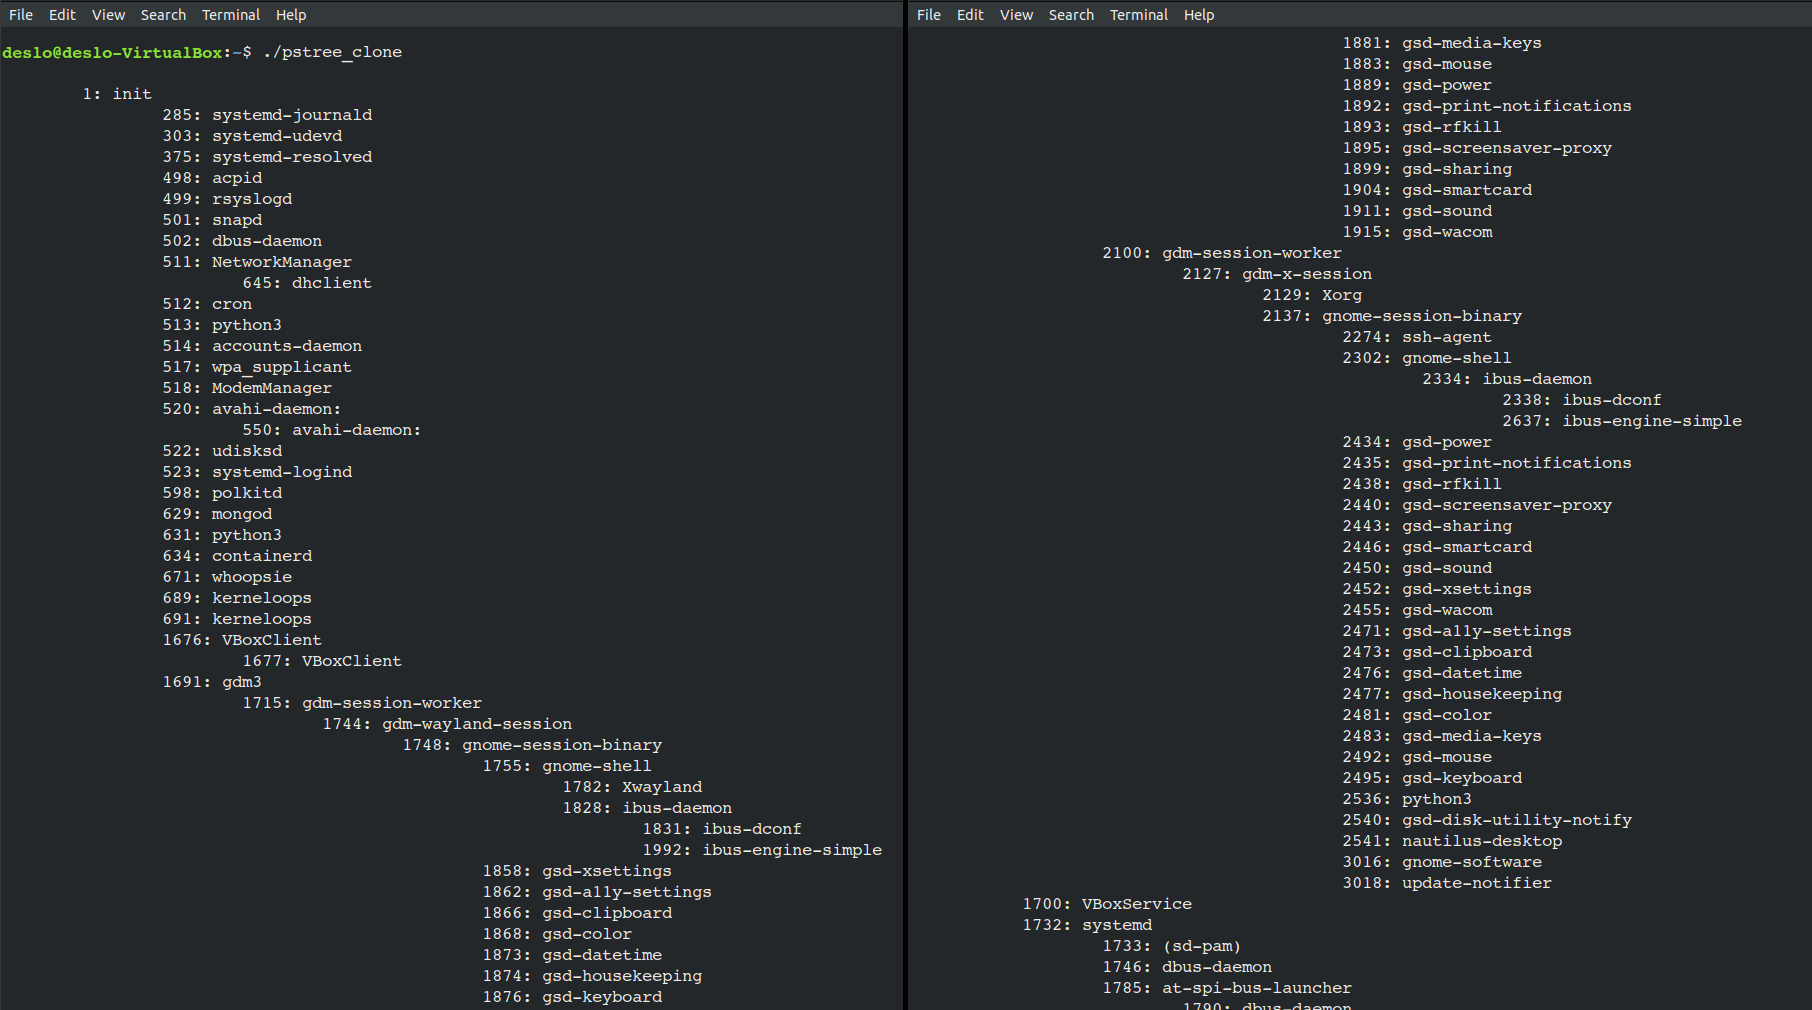 File Edit View Search Terminal Help
deslo@deslo-VirtualBox:~$ ./pstree_clone
1: init
285: systemd-journald
303: systemd-udevd
375: systemd-resolved
498: acpid
499: rsyslogd
501: snapd
502: dbus-daemon
511: NetworkManager
645: dhclient
512: cron
513: python3
514: accounts-daemon
517: wpa_supplicant
518: ModemManager
520: avahi-daemon:
550: avahi-daemon:
522: udisksd
523: systemd-logind
598: polkitd
629: mongod
631: python3
634: containerd
671: whoopsie
689: kerneloops
691: kerneloops
1676: VBoxClient
1677: VBoxClient
1691: gdm3
1715: gdm-session-worker
1744: gdm-wayland-session
1748: gnome-session-binary
1755: gnome-shell
1782: Xwayland
1828: ibus-daemon
1831: ibus-dconf
1992: ibus-engine-simple
1858: gsd-xsettings
1862: gsd-a11y-settings
1866: gsd-clipboard
1868: gsd-color
1873: gsd-datetime
1874: gsd-housekeeping
1876: gsd-keyboard
File Edit View Search Terminal Help
1881: gsd-media-keys
1883: gsd-mouse
1889: gsd-power
1892: gsd-print-notifications
1893: gsd-rfkill
1895: gsd-screensaver-proxy
1899: gsd-sharing
1904: gsd-smartcard
1911: gsd-sound
1915: gsd-wacom
2100: gdm-session-worker
2127: gdm-x-session
2129: Xorg
2137: gnome-session-binary
2274: ssh-agent
2302: gnome-shell
2334: ibus-daemon
2338: ibus-dconf
2637: ibus-engine-simple
2434: gsd-power
2435: gsd-print-notifications
2438: gsd-rfkill
2440: gsd-screensaver-proxy
2443: gsd-sharing
2446: gsd-smartcard
2450: gsd-sound
2452: gsd-xsettings
2455: gsd-wacom
2471: gsd-a11y-settings
2473: gsd-clipboard
2476: gsd-datetime
2477: gsd-housekeeping
2481: gsd-color
2483: gsd-media-keys
2492: gsd-mouse
2495: gsd-keyboard
2536: python3
2540: gsd-disk-utility-notify
2541: nautilus-desktop
3016: gnome-software
3018: update-notifier
1700: VBoxService
1732: systemd
1733: (sd-pam)
1746: dbus-daemon
1785: at-spi-bus-launcher
1790: dbus-daemon